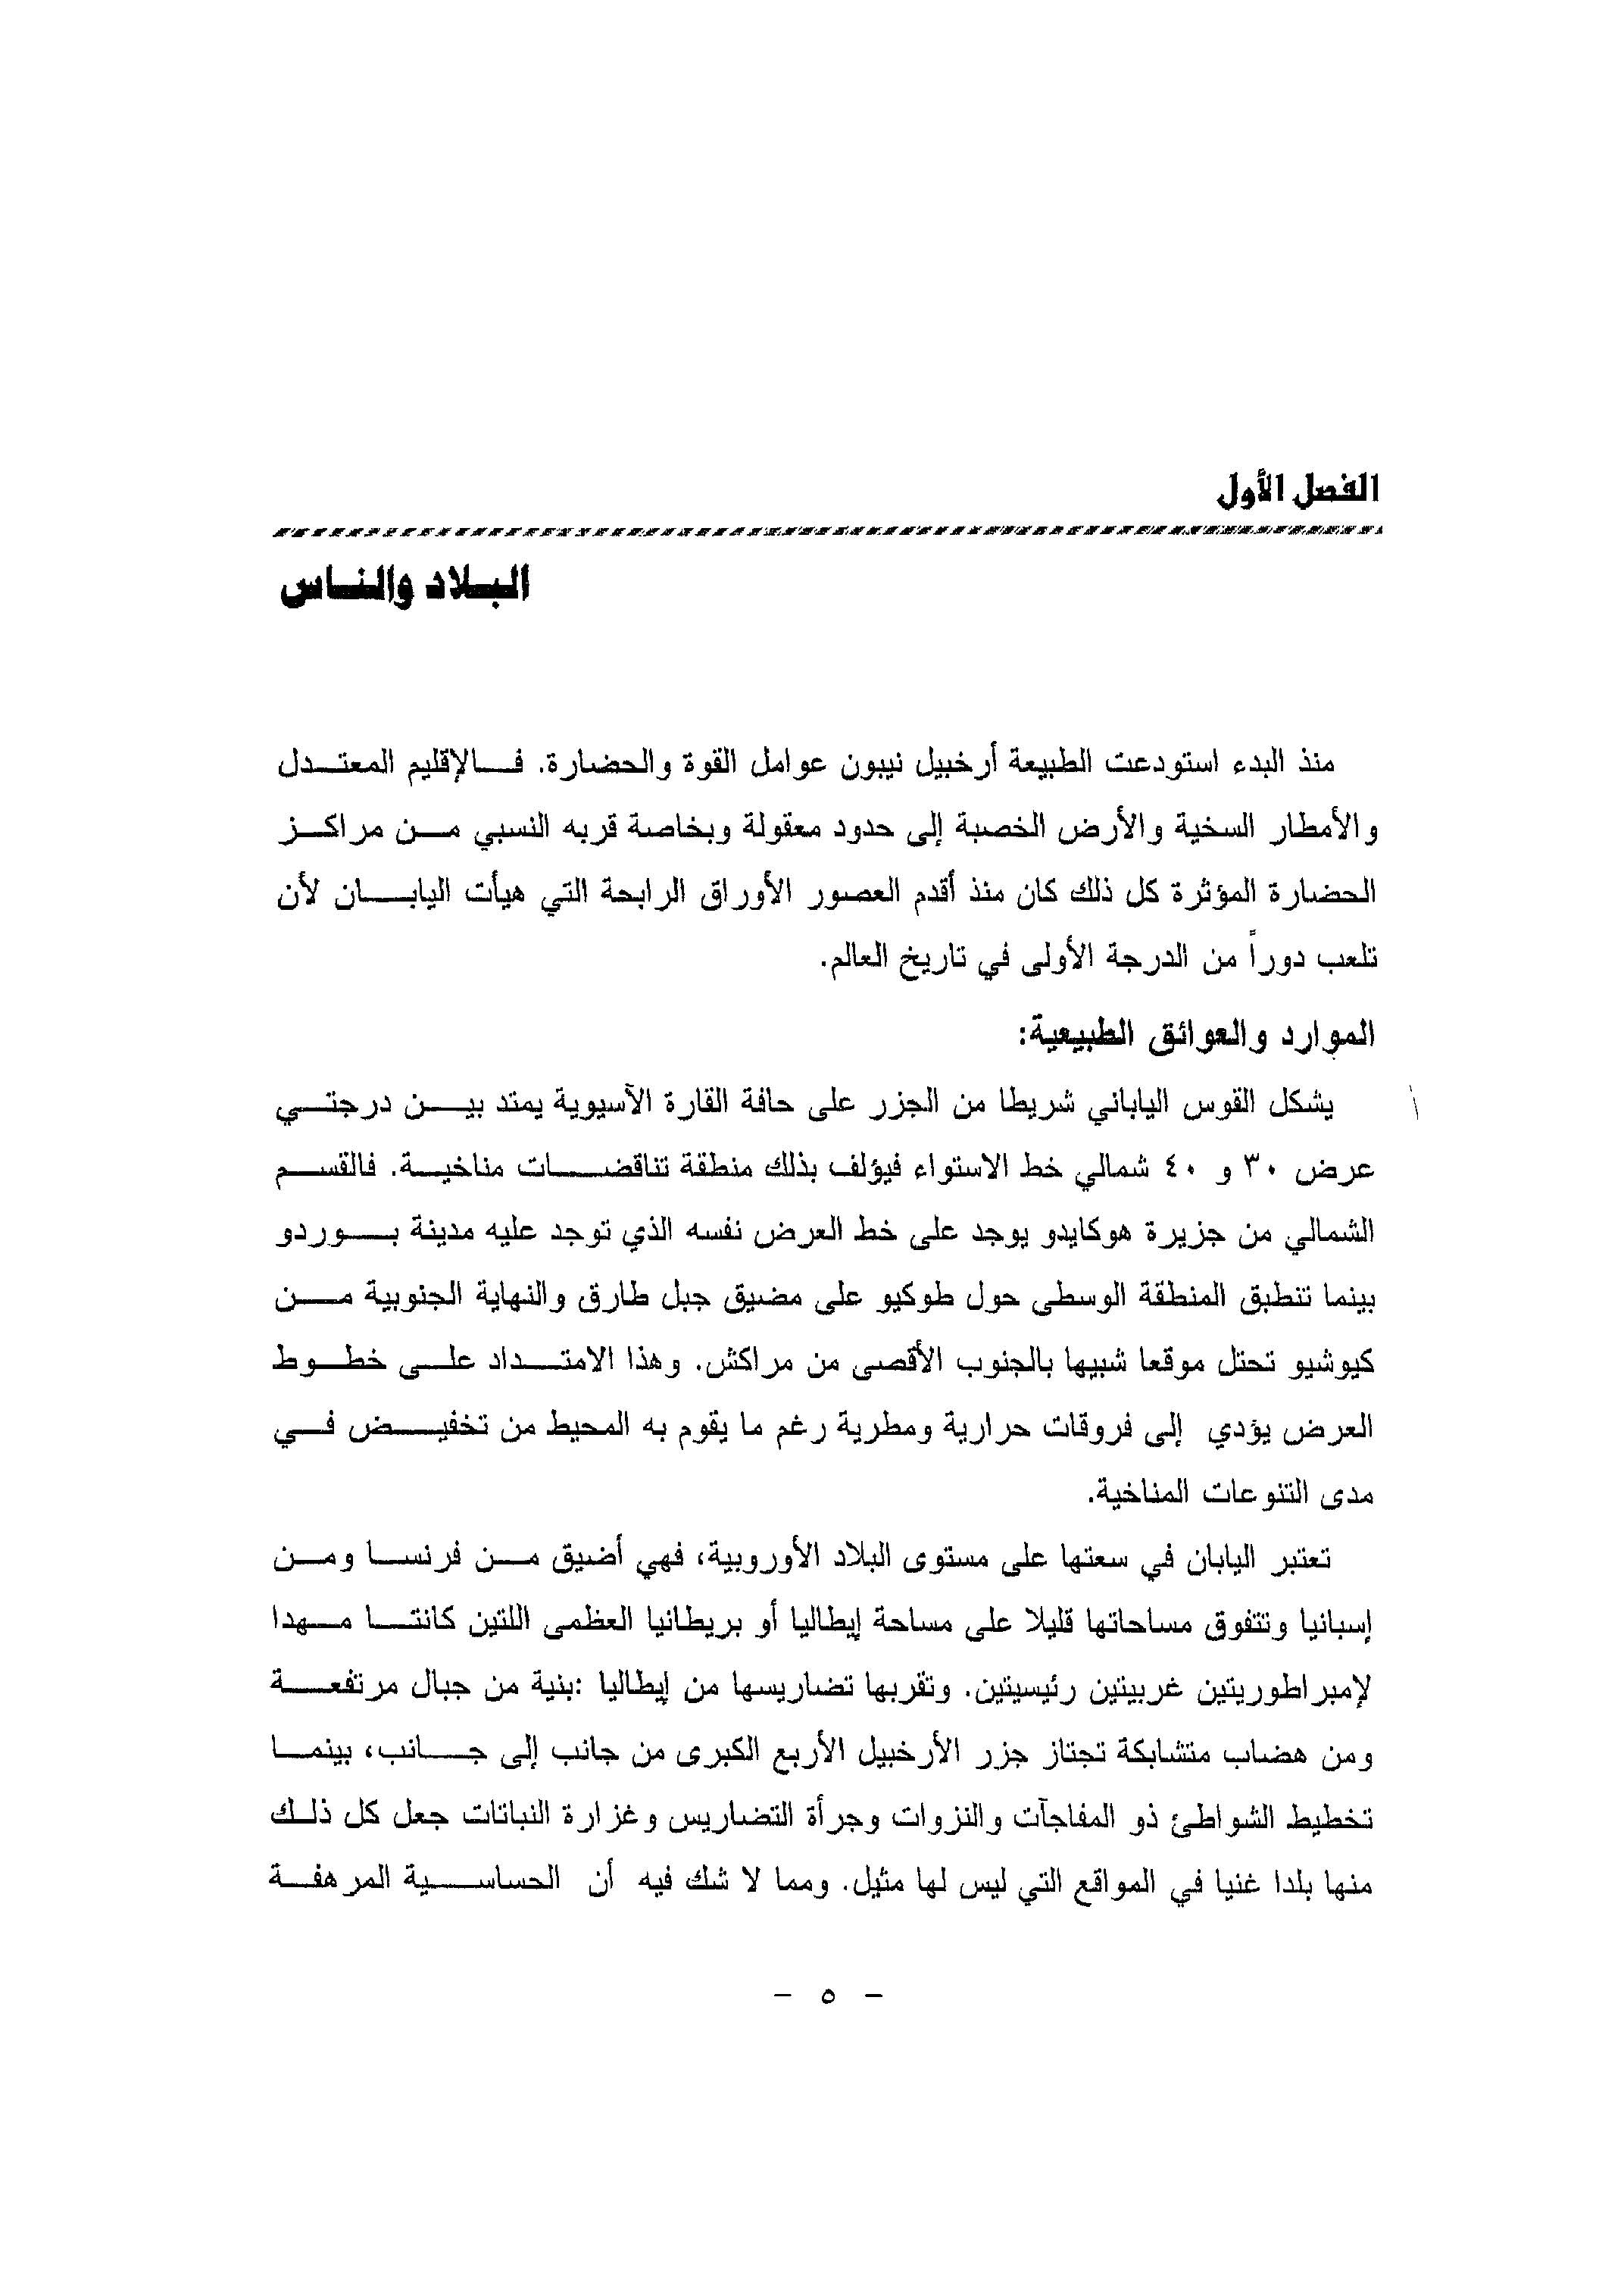 الفصل الأول
البلاد والناس
منذ البدء استودعت الطبيعة أرخبيل نيبون عوامل القوة والحضارة. فالإقليم المعتدل
والأمطار السخية والأرض الخصبة إلى حدود معقولة وبخاصة قربه النسبي من مراكز
الحضارة المؤثرة كل ذلك كان منذ أقدم العصور الأوراق الرابحة التي هيأت اليابان لأن
تلعب دوراً من الدرجة الأولى في تاريخ العالم.
الموارد والعوائق الطبيعية:
يشكل القوس الياباني شريطا من الجزر على حافة القارة الآسيوية يمتد بين درجتي
عرض ٣٠ و ٤٠ شمالي خط الاستواء فيؤلف بذلك منطقة تناقضات مناخية. فالقسم
الشمالي من جزيرة هوكايدو يوجد على خط العرض نفسه الذي توجد عليه مدينة بوردو
بينما تنطبق المنطقة الوسطى حول طوكيو على مضيق جبل طارق والنهاية الجنوبية من
كيوشيو تحتل موقعا شبيها بالجنوب الأقصى من مراكش. وهذا الامتداد على خطوط
العرض يؤدي إلى فروقات حرارية ومطرية رغم ما يقوم به المحيط من تخفيض في
مدى التنوعات المناخية.
تعتبر اليابان في سعتها على مستوى البلاد الأوروبية، فهي أضيق من فرنسا ومن
إسبانيا وتتفوق مساحاتها قليلا على مساحة إيطاليا أو بريطانيا العظمى اللتين كانتا مهدا
لإمبراطوريتين غربيتين رئيسيتين. وتقربها تضاريسها من إيطاليا :بنية من جبال مرتفعة
ومن هضاب متشابكة تجتاز جزر الأرخبيل الأربع الكبرى من جانب إلى جانب، بينما
تخطيط الشواطئ ذو المفاجآت والنزوات وجرأة التضاريس وغزارة النباتات جعل كل ذلك
منها بلدا غنيا في المواقع التي ليس لها مثيل. ومما لا شك فيه أن الحساسية المرهفة
- ٥ -